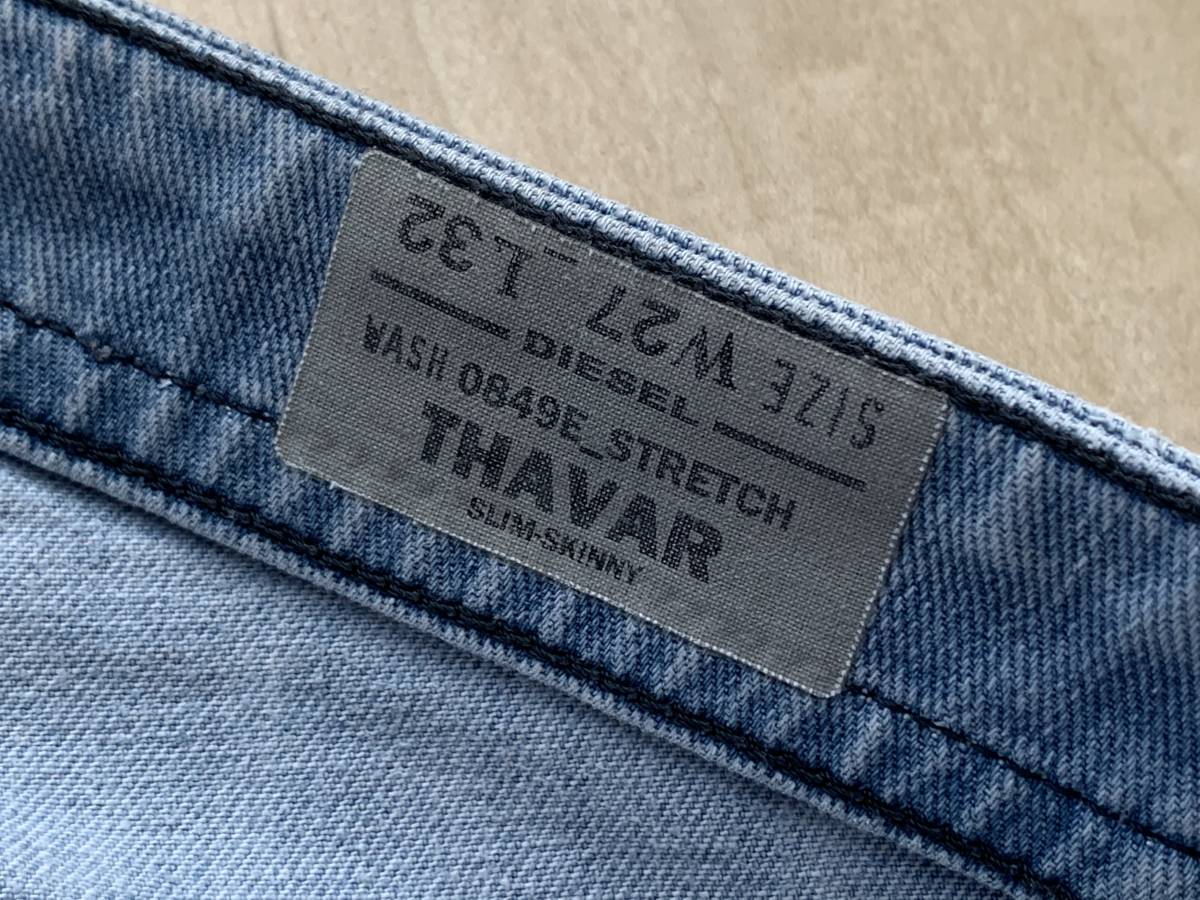 SIZE W27 - L32
DIESEL
WASH 0849E_STRETCH
THAVAR
SLIM-SKINNY